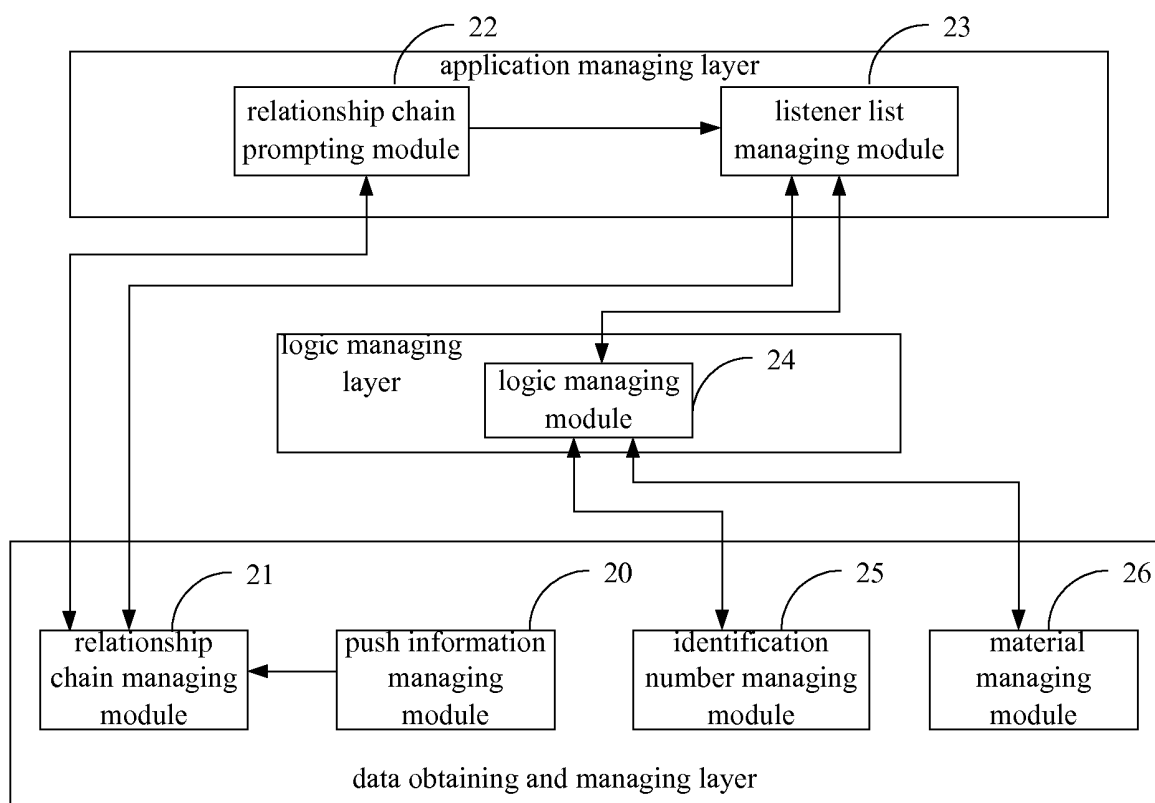 22
23
application managing layer
relationship chain
prompting module
listener list
managing module
logic managing
layer
24
logic managing
module
21
20
25
26
relationship
chain managing
module
push information
managing
module
identification
number managing
module
material
managing
module
data obtaining and managing layer